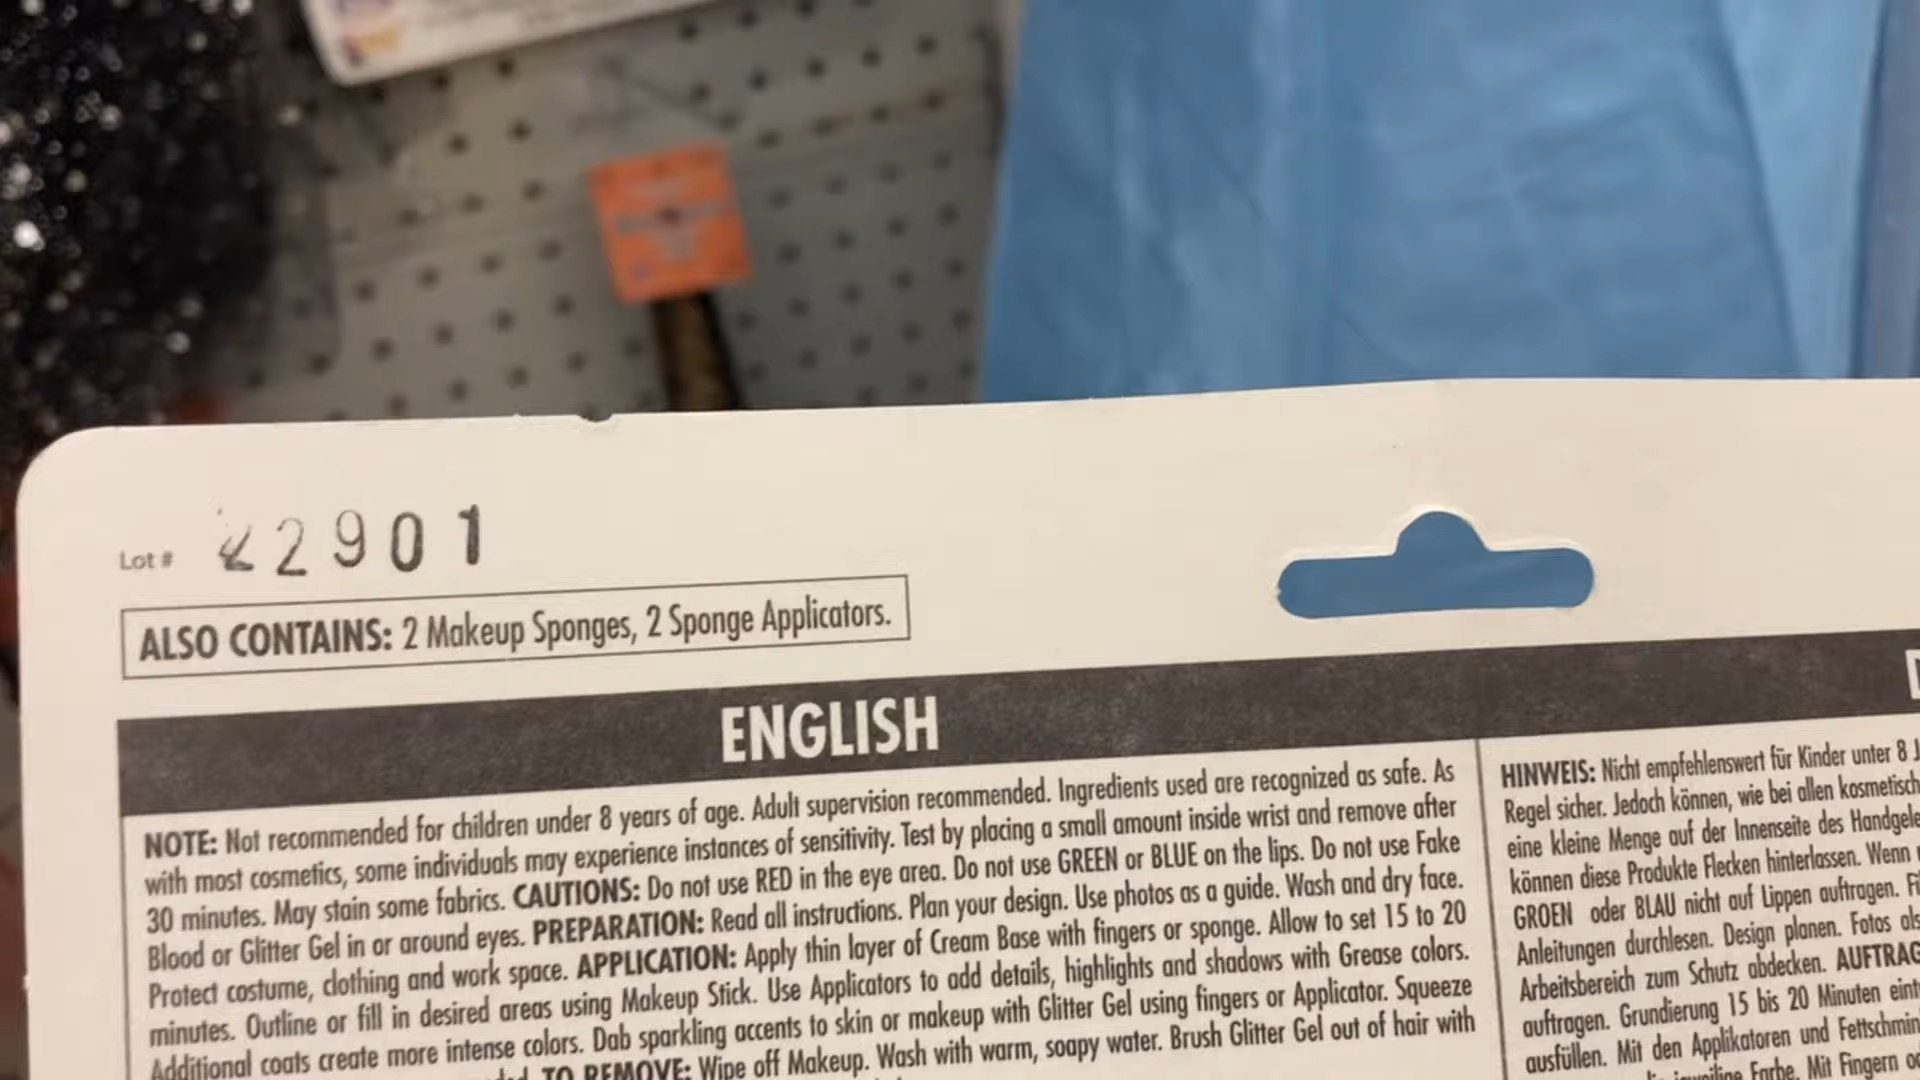 Lot # 22901
ALSO CONTAINS: 2 Makeup Sponges, 2 Sponge Applicators.
ENGLISH
NOTE: Not recommended for children under 8 years of age. Adult supervision recommended. Ingredients used are recognized as safe. As
with most cosmetics, some individuals may experience instances of sensitivity. Test by placing a small amount inside wrist and remove after
30 minutes. May stain some fabrics. CAUTIONS: Do not use RED in the eye area. Do not use GREEN or BLUE on the lips. Do not use Fake
Blood or Glitter Gel in or around eyes. PREPARATION: Read all instructions. Plan your design. Use photos as a guide. Wash and dry face.
Protect costume, clothing and work space. APPLICATION: Apply thin layer of Cream Base with fingers or sponge. Allow to set 15 to 20
minutes. Outline or fill in desired areas using Makeup Stick. Use Applicators to add details, highlights and shadows with Grease colors.
Additional coats create more intense colors. Dab sparkling accents to skin or makeup with Glitter Gel using fingers or Applicator. Squeeze
TO REMOVE: Wipe off Makeup. Wash with warm, soapy water. Brush Glitter Gel out of hair with
HINWEIS: Nicht empfehlenswert für Kinder unter 8 J
Regel sicher. Jedoch können, wie bei allen kosmetisch
eine kleine Menge auf der Innenseite des Handgele
können diese Produkte Flecken hinterlassen. Wenn
GROEN oder BLAU nicht auf Lippen auftragen. F
Anleitungen durchlesen. Design planen. Fotos als
Arbeitsbereich zum Schutz abdecken. AUFTRAG
auftragen. Grundierung 15 bis 20 Minuten eint
ausfüllen. Mit den Applikatoren und Fettschmin
Farbe. Mit Fingern